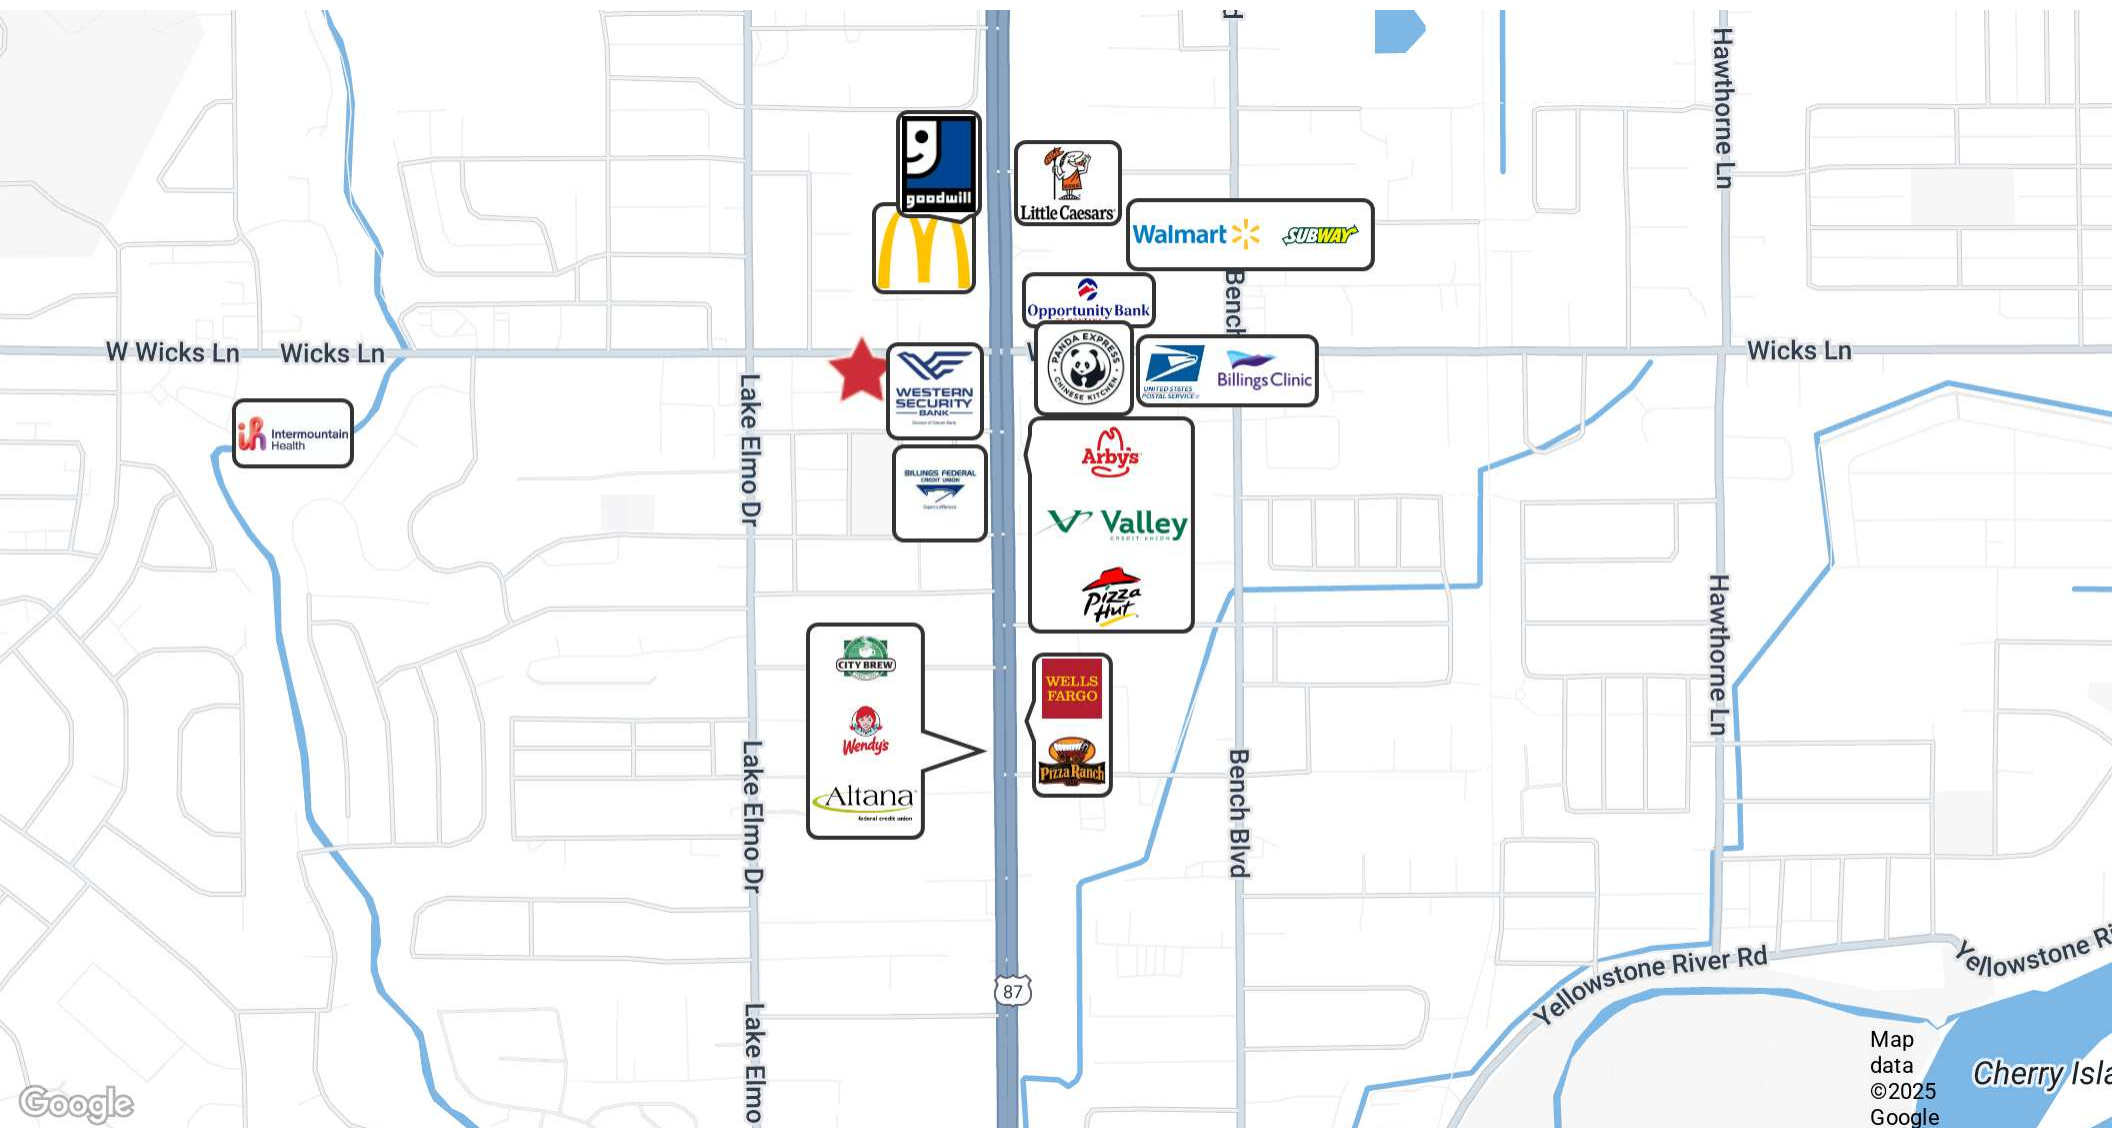 Hawthorne Ln
goodwill
Little Caesars
Walmart
SUBWAY
Opportunity Bank
Bench
W Wicks Ln
Wicks Ln
Wicks Ln
WESTERN
SECURITY
BANK
PANDA EXPRESS
CHINESE KITCHEN
UNITED STATES
POSTAL SERVICE
Billings Clinic
Intermountain
Health
Lake Elmo Dr
BILLINGS FEDERAL
CREDIT UNION
Arby's
Valley
CREDIT UNION
Pizza
Hut
CITY BREW
Wendy's
Altana
federal credit union
WELLS
FARGO
Pizza Ranch
Hawthorne Ln
Lake Elmo Dr
Bench Blvd
87
Yellowstone River Rd
Yellowstone Ri
Lake Elmo
Map
data
©2025
Google
Cherry Isla
Google